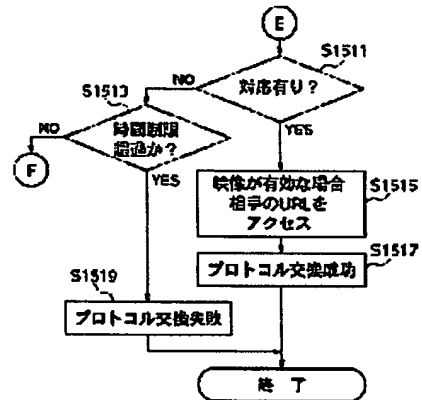 E
S1511
対応有り?
NO
YES
S1513
時間制限
超過か?
NO
YES
F
映像が有効な場合
相手のURLを
アクセス
S1515
プロトコル交換成功
S1517
S1519
プロトコル交換失敗
終 了